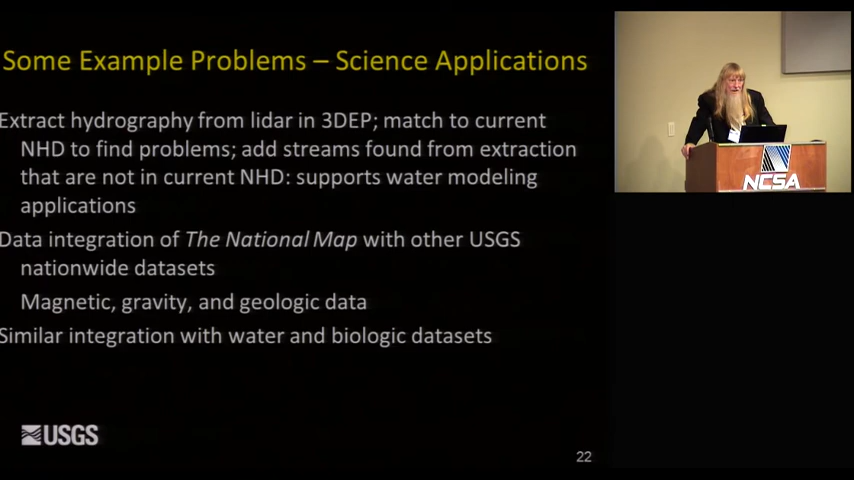 Some Example Problems – Science Applications
Extract hydrography from lidar in 3DEP; match to current
NHD to find problems; add streams found from extraction
that are not in current NHD: supports water modeling
applications
Data integration of The National Map with other USGS
nationwide datasets
Magnetic, gravity, and geologic data
Similar integration with water and biologic datasets
USGS
22
NCSA